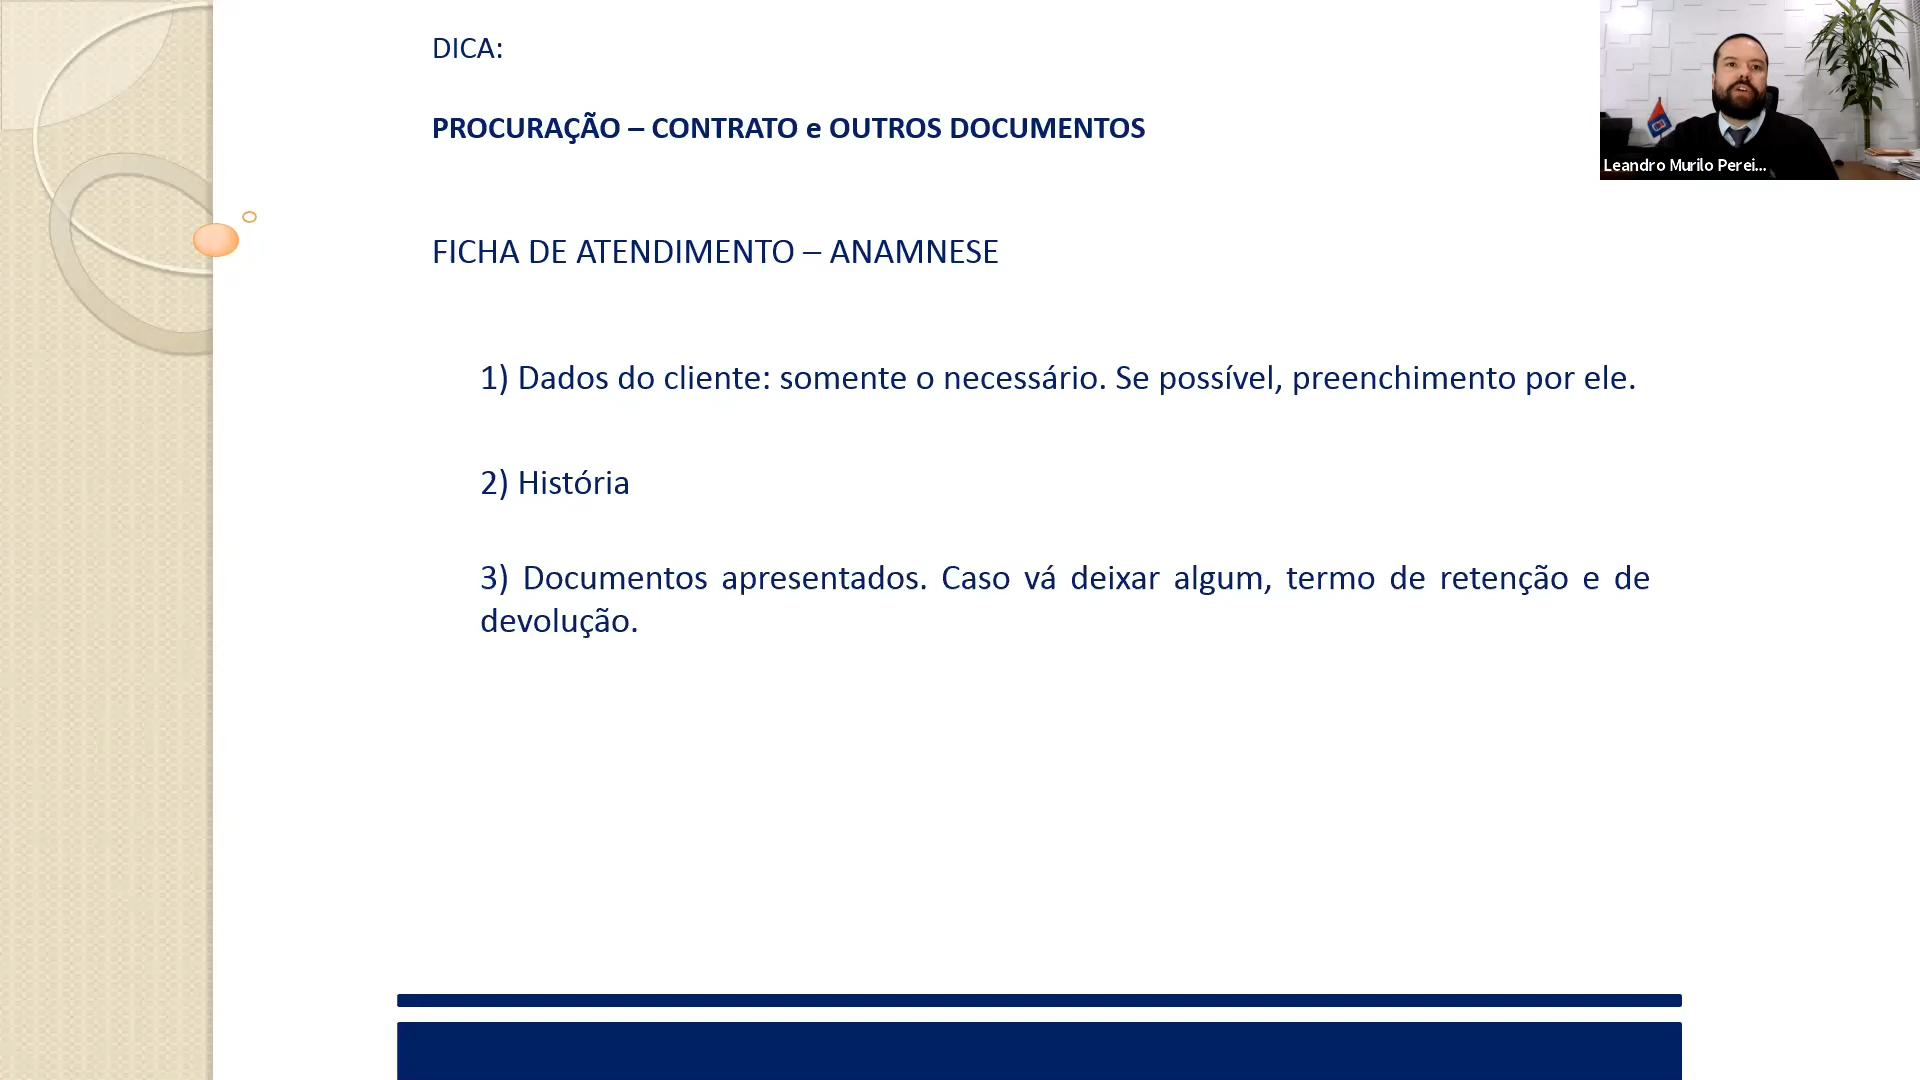 DICA:
PROCURAÇÃO – CONTRATO e OUTROS DOCUMENTOS
Leandro Murilo Perei...
FICHA DE ATENDIMENTO – ANAMNESE
1) Dados do cliente: somente o necessário. Se possível, preenchimento por ele.
2) História
3) Documentos apresentados. Caso vá deixar algum, termo de retenção e de
devolução.